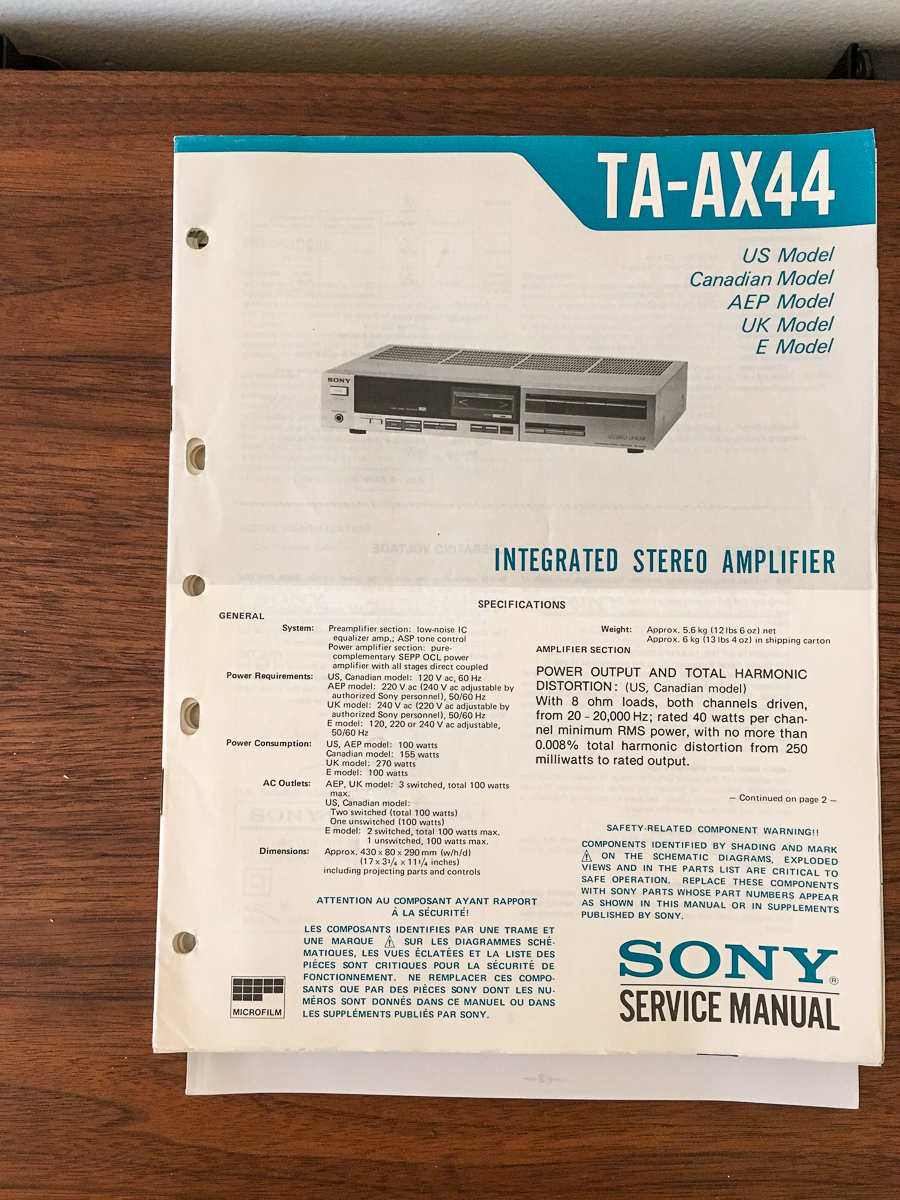 TA-AX44
US Model
Canadian Model
AEP Model
UK Model
E Model
SONY
LEGATO LINEAR
INTEGRATED STEREO AMPLIFIER
SPECIFICATIONS
GENERAL
System: Preamplifier section: low-noise IC
equalizer amp.; ASP tone control
Power amplifier section: pure-
complementary SEPP OCL power
amplifier with all stages direct coupled
Power Requirements: US, Canadian model: 120 V ac, 60 Hz
AEP model: 220 V ac (240 V ac adjustable by
authorized Sony personnel), 50/60 Hz
UK model: 240 V ac (220 V ac adjustable by
authorized Sony personnel), 50/60 Hz
E model: 120, 220 or 240 V ac adjustable,
50/60 Hz
Power Consumption: US, AEP model: 100 watts
Canadian model: 155 watts
UK model: 270 watts
E model: 100 watts
AC Outlets: AEP, UK model: 3 switched, total 100 watts
max.
US, Canadian model:
Two switched (total 100 watts)
One unswitched (100 watts)
E model: 2 switched, total 100 watts max.
1 unswitched, 100 watts max.
Dimensions: Approx. 430 x 80 x 290 mm (w/h/d)
(17 x 3 1/4 x 11 1/4 inches)
including projecting parts and controls
Weight: Approx. 5.6 kg (12 lbs 6 oz) net
Approx. 6 kg (13 lbs 4 oz) in shipping carton
AMPLIFIER SECTION
POWER OUTPUT AND TOTAL HARMONIC
DISTORTION: (US, Canadian model)
With 8 ohm loads, both channels driven,
from 20 - 20,000 Hz; rated 40 watts per chan-
nel minimum RMS power, with no more than
0.008% total harmonic distortion from 250
milliwatts to rated output.
— Continued on page 2 —
ATTENTION AU COMPOSANT AYANT RAPPORT
Á LA SÉCURITÉ!
LES COMPOSANTS IDENTIFIES PAR UNE TRAME ET
UNE MARQUE ⚠ SUR LES DIAGRAMMES SCHÉ-
MATIQUES, LES VUES ÉCLATÉES ET LA LISTE DES
PIÈCES SONT CRITIQUES POUR LA SÉCURITÉ DE
FONCTIONNEMENT. NE REMPLACER CES COMPO-
SANTS QUE PAR DES PIÈCES SONY DONT LES NU-
MÉROS SONT DONNÉS DANS CE MANUEL OU DANS
LES SUPPLÉMENTS PUBLIÉS PAR SONY.
SAFETY-RELATED COMPONENT WARNING!!
COMPONENTS IDENTIFIED BY SHADING AND MARK
⚠ ON THE SCHEMATIC DIAGRAMS, EXPLODED
VIEWS AND IN THE PARTS LIST ARE CRITICAL TO
SAFE OPERATION. REPLACE THESE COMPONENTS
WITH SONY PARTS WHOSE PART NUMBERS APPEAR
AS SHOWN IN THIS MANUAL OR IN SUPPLEMENTS
PUBLISHED BY SONY.
MICROFILM
SONY®
SERVICE MANUAL